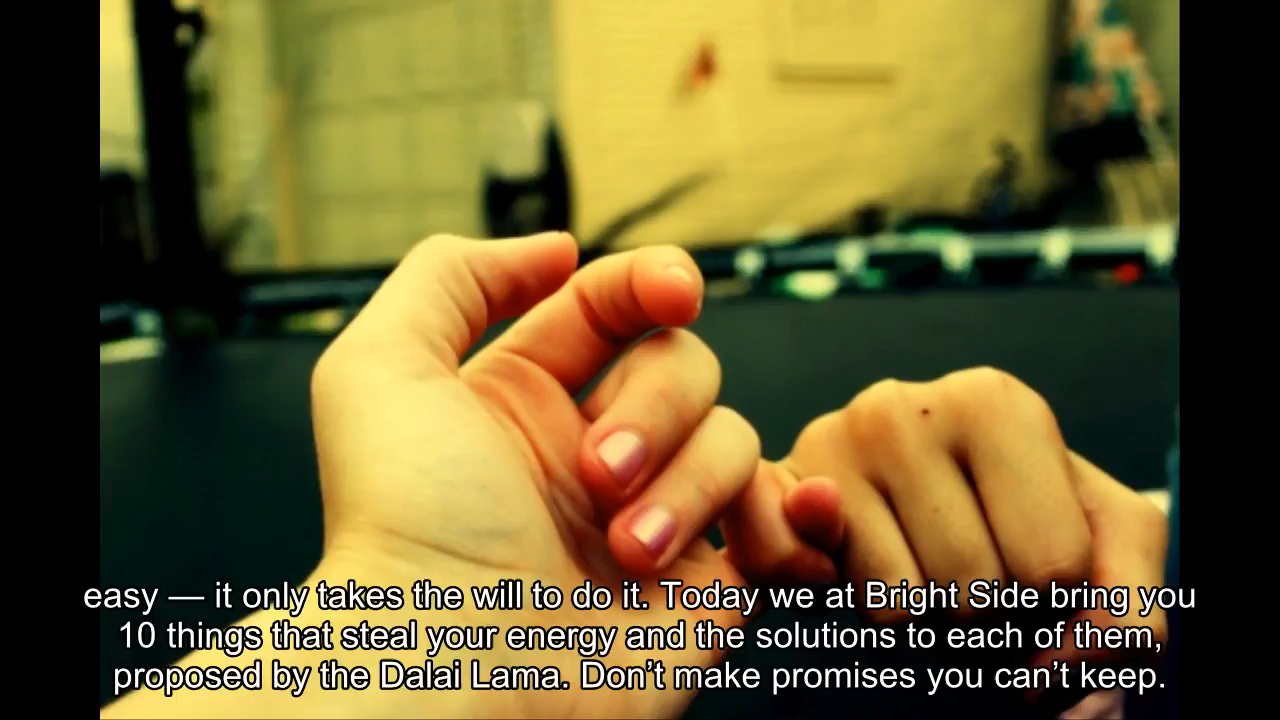 easy — it only takes the will to do it. Today we at Bright Side bring you
10 things that steal your energy and the solutions to each of them,
proposed by the Dalai Lama. Don’t make promises you can’t keep.